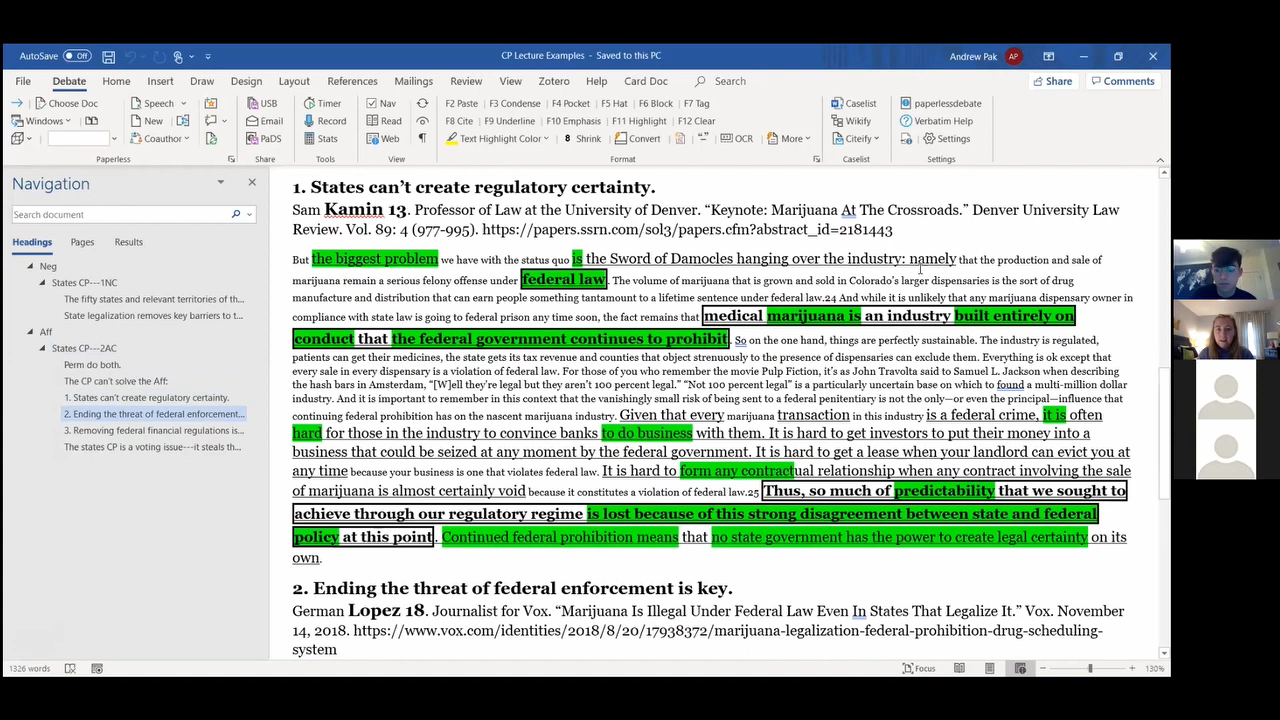 AutoSave Off
CP Lecture Examples - Saved to this PC
Andrew Pak AP
File Debate Home Insert Draw Design Layout References Mailings Review View Zotero Help Card Doc Search
Share Comments
Choose Doc Speech USB Timer Nav F2 Paste F3 Condense F4 Pocket F5 Hat F6 Block F7 Tag Caselist paperlessdebate
Windows New Email Record Read F8 Cite F9 Underline F10 Emphasis F11 Highlight F12 Clear Wikify Verbatim Help
Coauthor PaDS Stats Web Text Highlight Color 8 Shrink Convert OCR More Citeify Settings
Paperless Share Tools View Format Caselist Settings
Navigation
Search document
Headings Pages Results
Neg
States CP---1NC
The fifty states and relevant territories of th...
State legalization removes key barriers to t...
Aff
States CP---2AC
Perm do both.
The CP can't solve the Aff:
1. States can't create regulatory certainty.
2. Ending the threat of federal enforcement...
3. Removing federal financial regulations is...
The states CP is a voting issue---it steals th...
1. States can't create regulatory certainty.
Sam Kamin 13. Professor of Law at the University of Denver. "Keynote: Marijuana At The Crossroads." Denver University Law
Review. Vol. 89: 4 (977-995). https://papers.ssrn.com/sol3/papers.cfm?abstract_id=2181443
But the biggest problem we have with the status quo is the Sword of Damocles hanging over the industry: namely that the production and sale of
marijuana remain a serious felony offense under federal law. The volume of marijuana that is grown and sold in Colorado's larger dispensaries is the sort of drug
manufacture and distribution that can earn people something tantamount to a lifetime sentence under federal law.24 And while it is unlikely that any marijuana dispensary owner in
compliance with state law is going to federal prison any time soon, the fact remains that medical marijuana is an industry built entirely on
conduct that the federal government continues to prohibit. So on the one hand, things are perfectly sustainable. The industry is regulated,
patients can get their medicines, the state gets its tax revenue and counties that object strenuously to the presence of dispensaries can exclude them. Everything is ok except that
every sale in every dispensary is a violation of federal law. For those of you who remember the movie Pulp Fiction, it's as John Travolta said to Samuel L. Jackson when describing
the hash bars in Amsterdam, "[W]ell they're legal but they aren't 100 percent legal." "Not 100 percent legal" is a particularly uncertain base on which to found a multi-million dollar
industry. And it is important to remember in this context that the vanishingly small risk of being sent to a federal penitentiary is not the only—or even the principal—influence that
continuing federal prohibition has on the nascent marijuana industry. Given that every marijuana transaction in this industry is a federal crime, it is often
hard for those in the industry to convince banks to do business with them. It is hard to get investors to put their money into a
business that could be seized at any moment by the federal government. It is hard to get a lease when your landlord can evict you at
any time because your business is one that violates federal law. It is hard to form any contractual relationship when any contract involving the sale
of marijuana is almost certainly void because it constitutes a violation of federal law.25 Thus, so much of predictability that we sought to
achieve through our regulatory regime is lost because of this strong disagreement between state and federal
policy at this point. Continued federal prohibition means that no state government has the power to create legal certainty on its
own.
2. Ending the threat of federal enforcement is key.
German Lopez 18. Journalist for Vox. "Marijuana Is Illegal Under Federal Law Even In States That Legalize It." Vox. November
14, 2018. https://www.vox.com/identities/2018/8/20/17938372/marijuana-legalization-federal-prohibition-drug-scheduling-
system
1326 words
Focus
130%